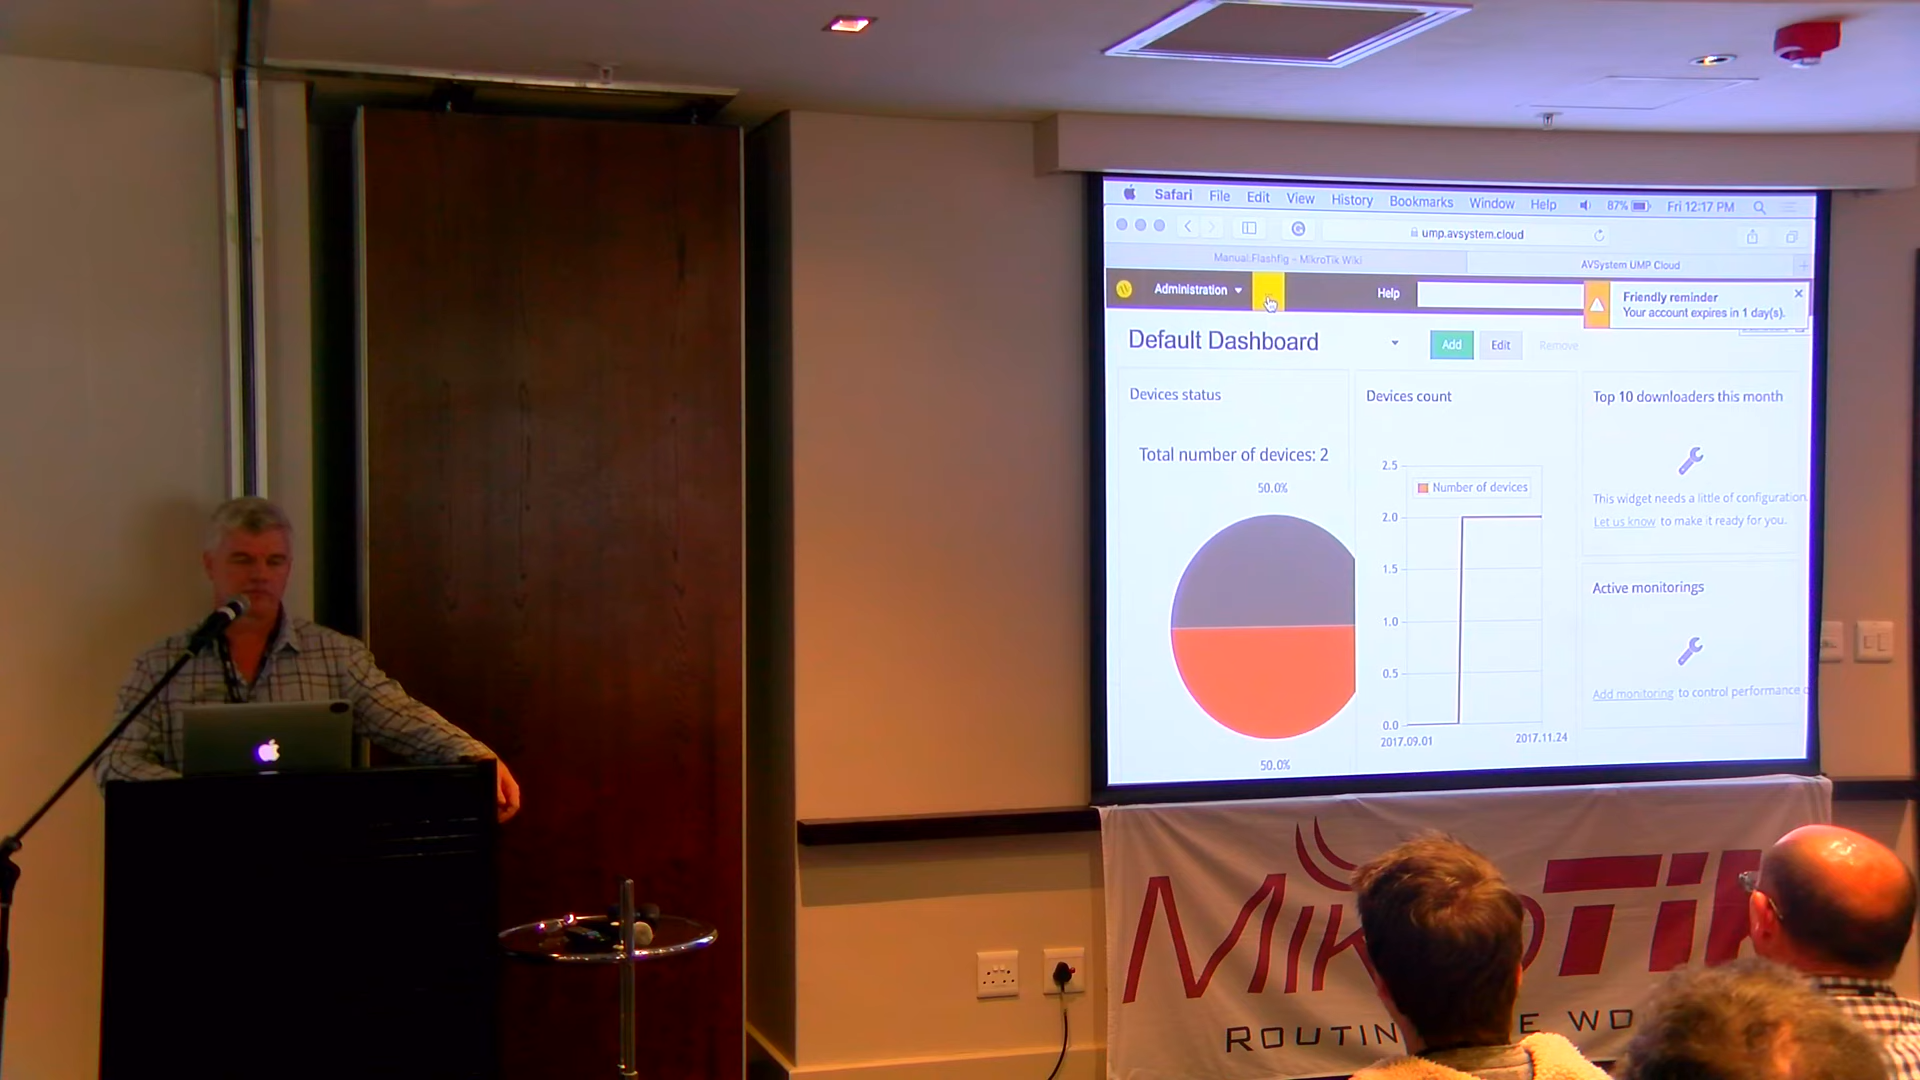 Safari File Edit View History Bookmarks Window Help 87% Fri 12:17 PM
ump.avsystem.cloud
Manual:Flashfig - MikroTik Wiki
AVSystem UMP Cloud
Administration
Help
Friendly reminder
Your account expires in 1 day(s).
Default Dashboard
Add
Edit
Remove
Devices status
Total number of devices: 2
50.0%
50.0%
Devices count
2.5
Number of devices
2.0
1.5
1.0
0.5
0.0
2017.09.01
2017.11.24
Top 10 downloaders this month
This widget needs a little of configuration.
Let us know to make it ready for you.
Active monitorings
Add monitoring to control performance
MikroTik
ROUTIN E WO